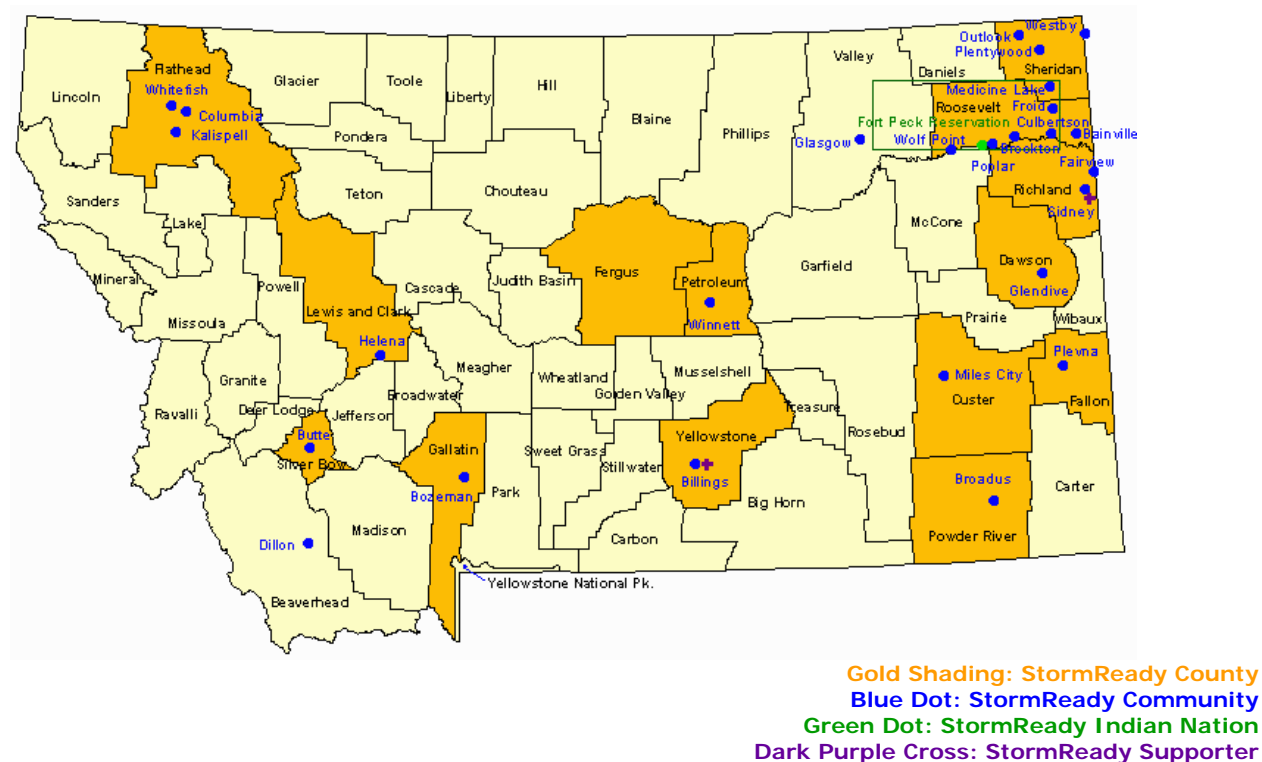 Westby
Outlook
Plentywood
Flathead
Valley
Daniels
Sheridan
Glacier
Toole
Hill
Liberty
Lincoln
Whitefish
Medicine Lake
Columbia
Roosevelt
Froid
Blaine
Phillips
Fort Peck Reservation
Culbertson
Kalispell
Pondera
Glasgow
Wolf Point
Bainville
Brockton
Poplar
Fairview
Teton
Chouteau
Richland
Sanders
Sidney
Lake
McCone
Dawson
Garfield
Fergus
Mineral
Powell
Cascade
Judith Basin
Petroleum
Glendive
Lewis and Clark
Missoula
Winnett
Prairie
Wibaux
Helena
Plevna
Meagher
Wheatland
Musselshell
Miles City
Granite
Broadwater
Golden Valley
Custer
Fallon
Deer Lodge
Jefferson
Treasure
Ravalli
Butte
Yellowstone
Rosebud
Silver Bow
Gallatin
Sweet Grass
Stillwater
Billings
Broadus
Carter
Bozeman
Park
Big Horn
Madison
Dillon
Carbon
Powder River
Yellowstone National Pk.
Beaverhead
Gold Shading: StormReady County
Blue Dot: StormReady Community
Green Dot: StormReady Indian Nation
Dark Purple Cross: StormReady Supporter